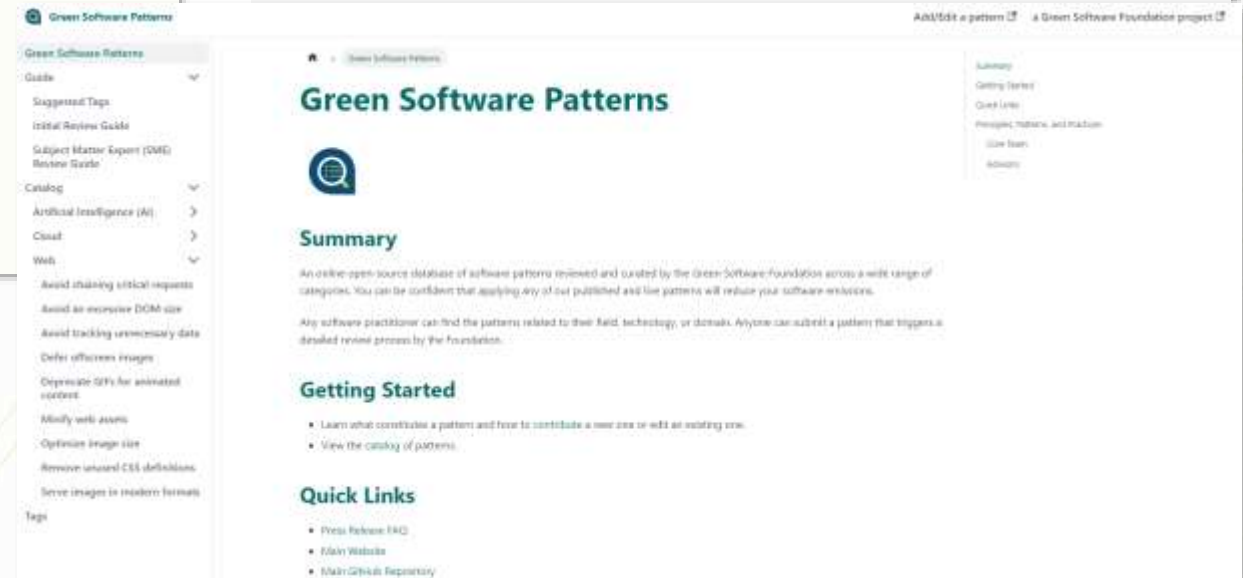 Green Software Patterns
Add/Edit a pattern
a Green Software Foundation project
Green Software Patterns
Guide
Suggested Tags
Initial Review Guide
Subject Matter Expert (SME)
Review Guide
Catalog
Artificial Intelligence (AI)
Cloud
Web
Avoid chaining critical requests
Avoid an excessive DOM size
Avoid tracking unnecessary data
Defer offscreen images
Deprecate GIFs for animated
content
Minify web assets
Optimize image size
Remove unused CSS definitions
Serve images in modern formats
Tags
Green Software Patterns
Green Software Patterns
Summary
An online open-source database of software patterns reviewed and curated by the Green Software Foundation across a wide range of
categories. You can be confident that applying any of our published and live patterns will reduce your software emissions.
Any software practitioner can find the patterns related to their field, technology, or domain. Anyone can submit a pattern that triggers a
detailed review process by the Foundation.
Getting Started
Learn what constitutes a pattern and how to contribute a new one or edit an existing one.
View the catalog of patterns.
Quick Links
Press Release FAQ
Main Website
Main GitHub Repository
Summary
Getting Started
Quick Links
Principles, Patterns, and Practices
Core Team
Advisors